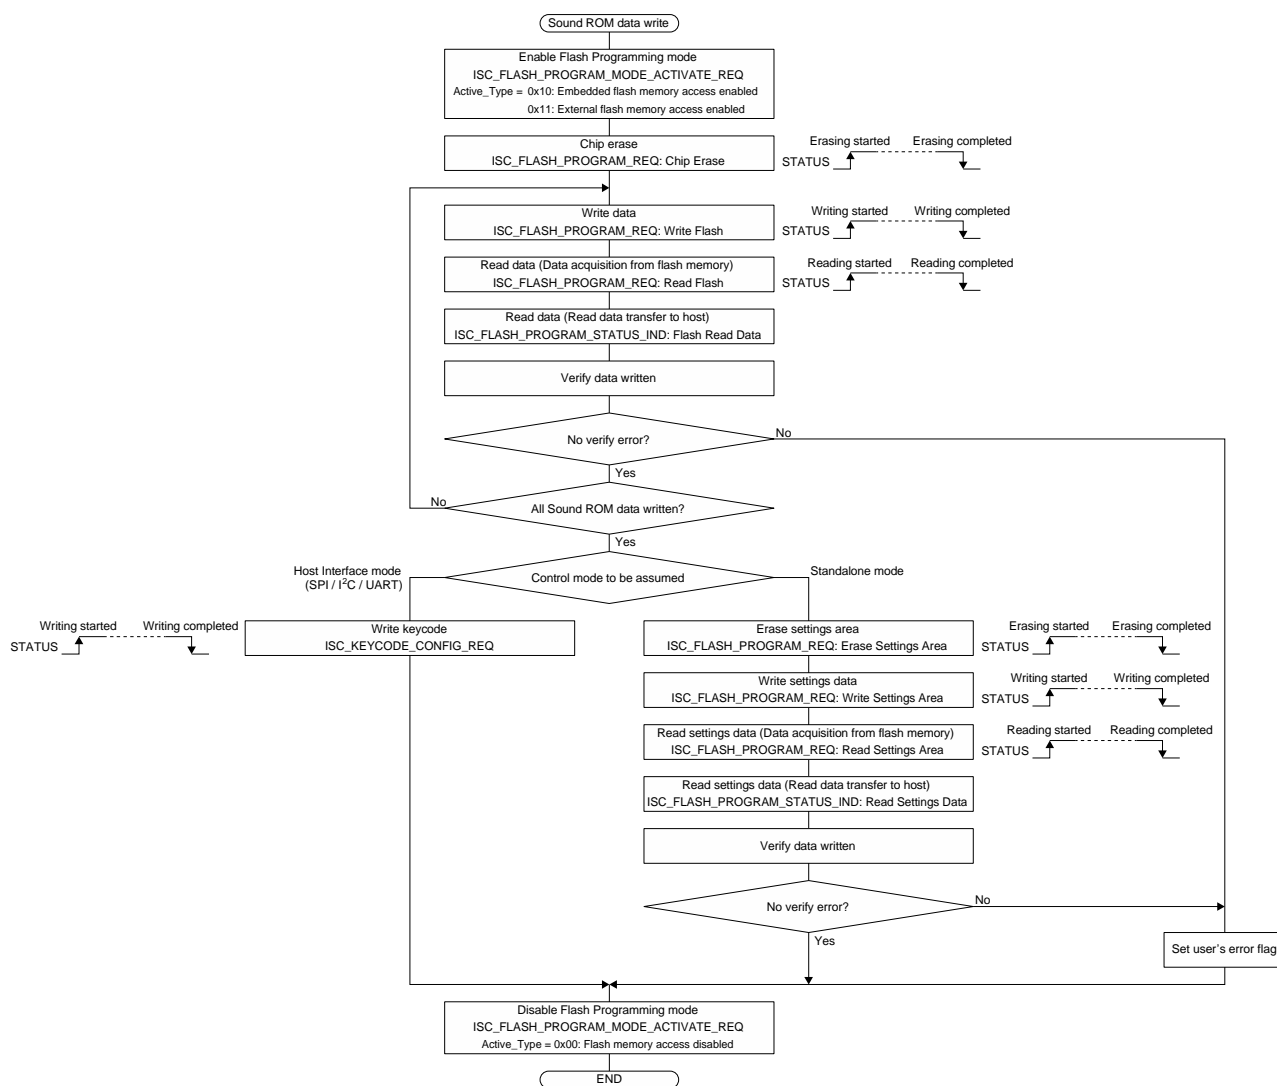 Sound ROM data write
Enable Flash Programming mode
ISC_FLASH_PROGRAM_MODE_ACTIVATE_REQ
Active_Type = 0x10: Embedded flash memory access enabled
0x11: External flash memory access enabled
Chip erase
ISC_FLASH_PROGRAM_REQ: Chip Erase
Erasing started Erasing completed
STATUS
Write data
ISC_FLASH_PROGRAM_REQ: Write Flash
Writing started Writing completed
STATUS
Read data (Data acquisition from flash memory)
ISC_FLASH_PROGRAM_REQ: Read Flash
Reading started Reading completed
STATUS
Read data (Read data transfer to host)
ISC_FLASH_PROGRAM_STATUS_IND: Flash Read Data
Verify data written
No verify error?
No
Yes
No
All Sound ROM data written?
Yes
Host Interface mode
(SPI / I²C / UART)
Control mode to be assumed
Standalone mode
Writing started Writing completed
STATUS
Write keycode
ISC_KEYCODE_CONFIG_REQ
Erase settings area
ISC_FLASH_PROGRAM_REQ: Erase Settings Area
Erasing started Erasing completed
STATUS
Write settings data
ISC_FLASH_PROGRAM_REQ: Write Settings Area
Writing started Writing completed
STATUS
Read settings data (Data acquisition from flash memory)
ISC_FLASH_PROGRAM_REQ: Read Settings Area
Reading started Reading completed
STATUS
Read settings data (Read data transfer to host)
ISC_FLASH_PROGRAM_STATUS_IND: Read Settings Data
Verify data written
No verify error?
No
Yes
Set user's error flag
Disable Flash Programming mode
ISC_FLASH_PROGRAM_MODE_ACTIVATE_REQ
Active_Type = 0x00: Flash memory access disabled
END